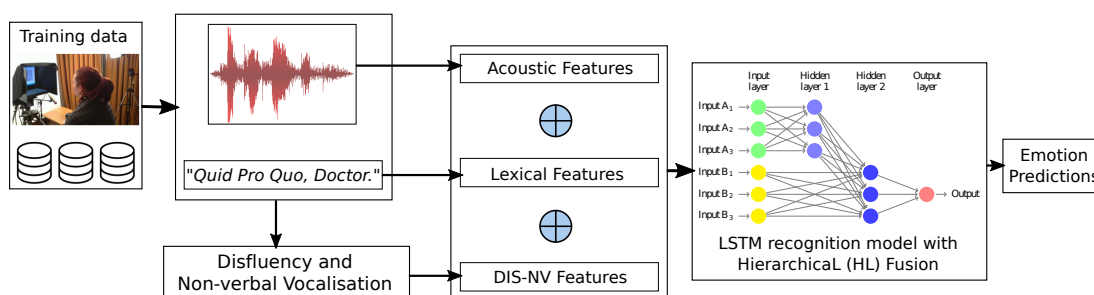 Training data
"Quid Pro Quo, Doctor."
Disfluency and
Non-verbal Vocalisation
Acoustic Features
Lexical Features
DIS-NV Features
Input
layer
Hidden
layer 1
Hidden
layer 2
Output
layer
Input A1
Input A2
Input A3
Input B1
Input B2
Input B3
Output
LSTM recognition model with
HierarchicaL (HL) Fusion
Emotion
Predictions